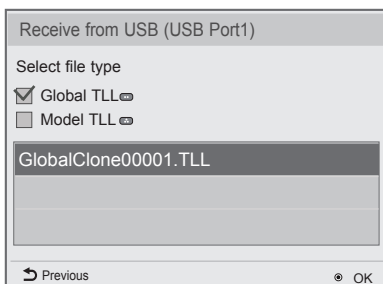 Receive from USB (USB Port1)
Select file type
Global TLL
Model TLL
GlobalClone00001.TLL
Previous
OK